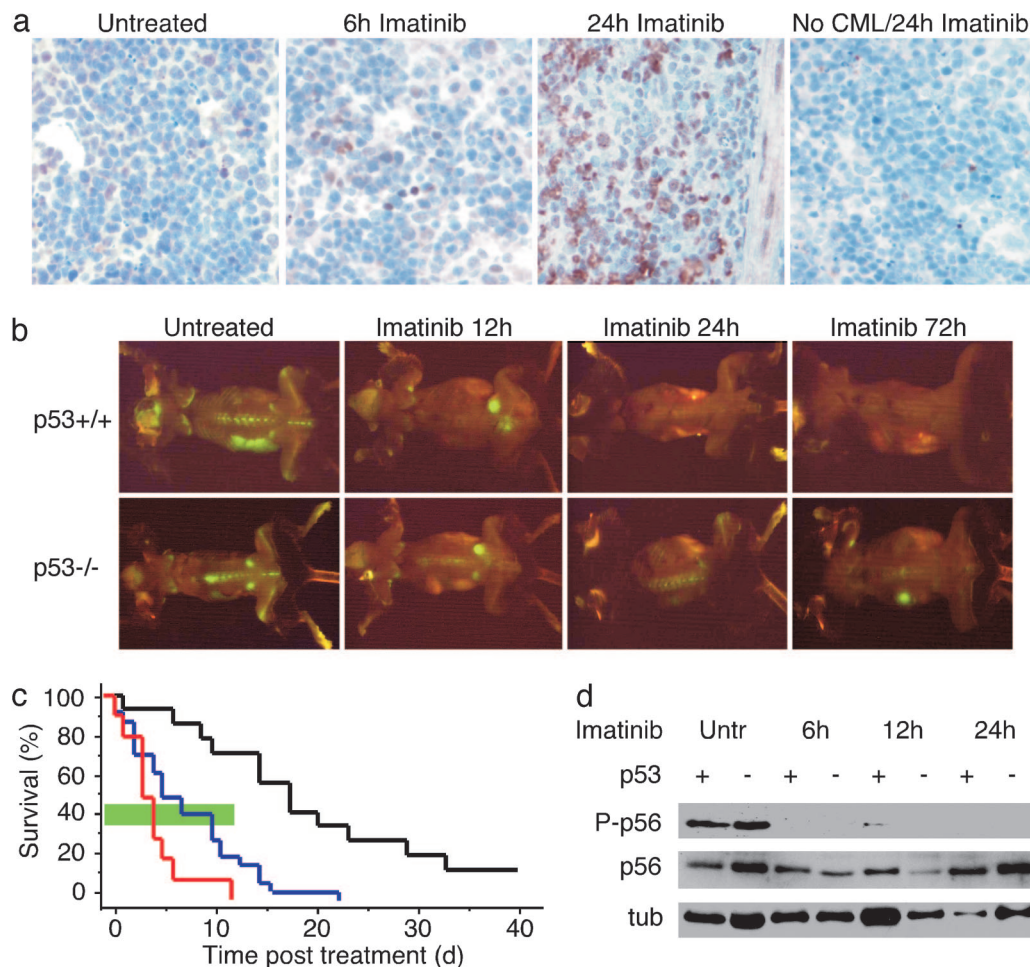 a
Untreated 6h Imatinib 24h Imatinib No CML/24h Imatinib
b
Untreated Imatinib 12h Imatinib 24h Imatinib 72h
p53+/+
p53-/-
c
Survival (%)
100
80
60
40
20
0
0 10 20 30 40
Time post treatment (d)
d
Imatinib Untr 6h 12h 24h
p53 + - + - + - + -
P-p56
p56
tub